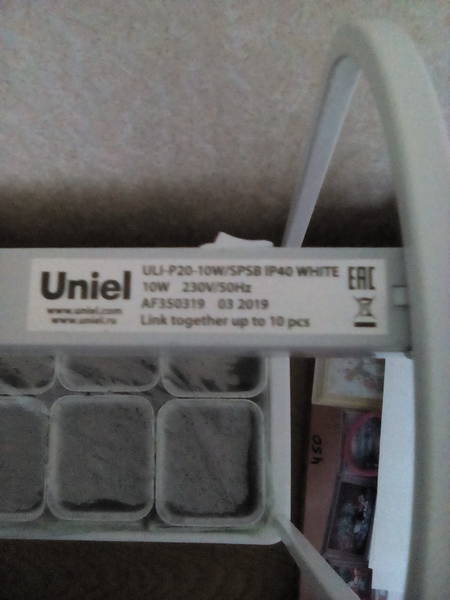 Uniel
www.uniel.com
www.uniel.ru
ULI-P20-10W/SPSB IP40 WHITE
10W 230V/50Hz
AF350319 03 2019
Link together up to 10 pcs
EAC
450